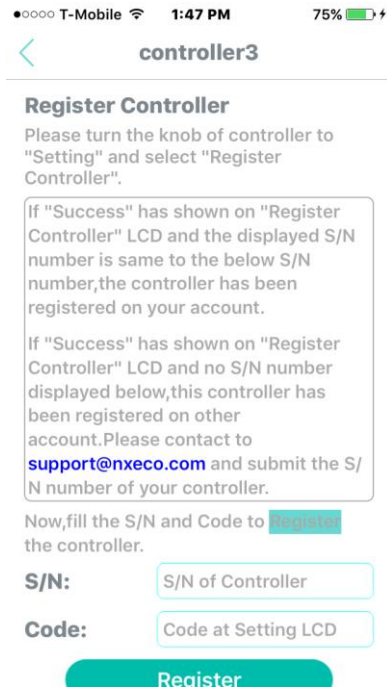 T-Mobile 1:47 PM 75%
controller3
Register Controller
Please turn the knob of controller to
"Setting" and select "Register
Controller".
If "Success" has shown on "Register
Controller" LCD and the displayed S/N
number is same to the below S/N
number,the controller has been
registered on your account.
If "Success" has shown on "Register
Controller" LCD and no S/N number
displayed below,this controller has
been registered on other
account.Please contact to
support@nxeco.com and submit the S/
N number of your controller.
Now,fill the S/N and Code to Register
the controller.
S/N: S/N of Controller
Code: Code at Setting LCD
Register